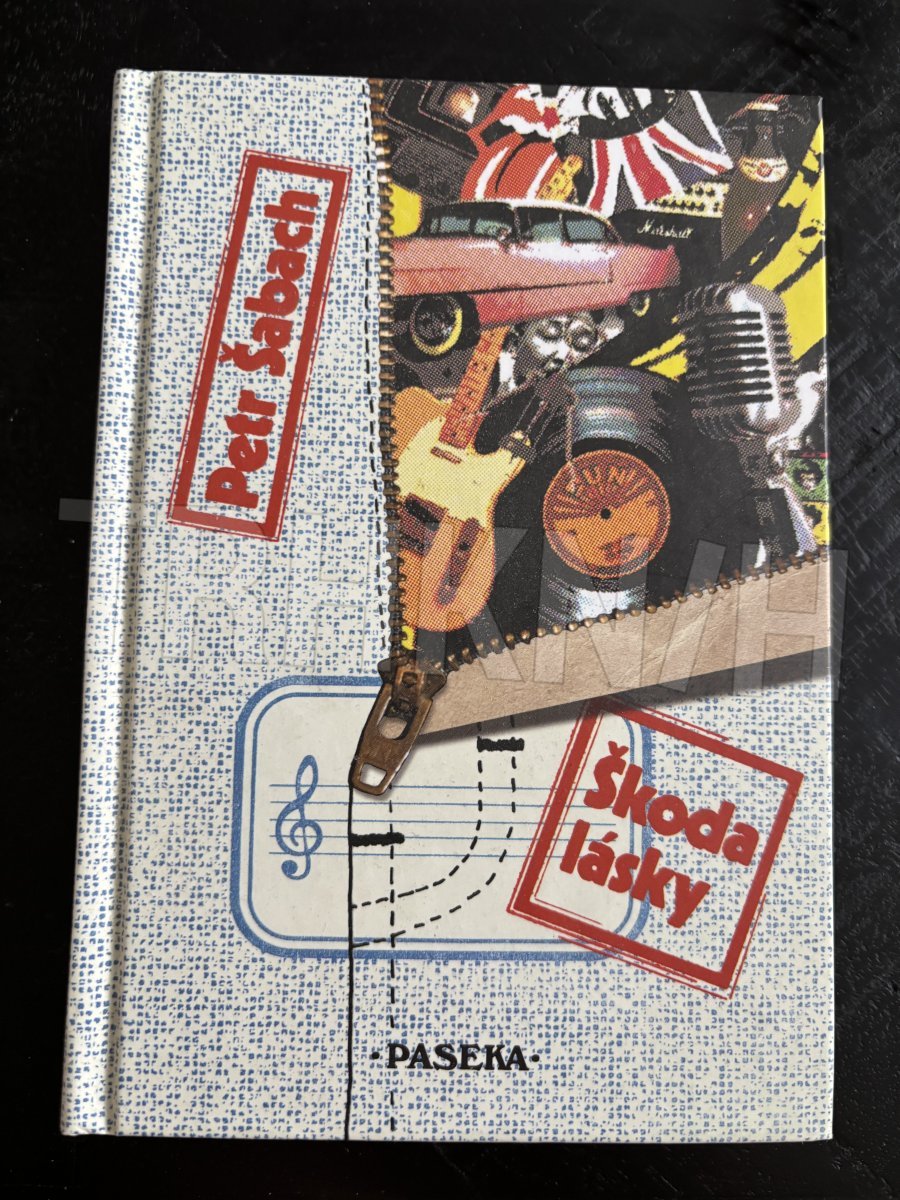 Petr Šabach
Škoda
lásky
·PASEKA·